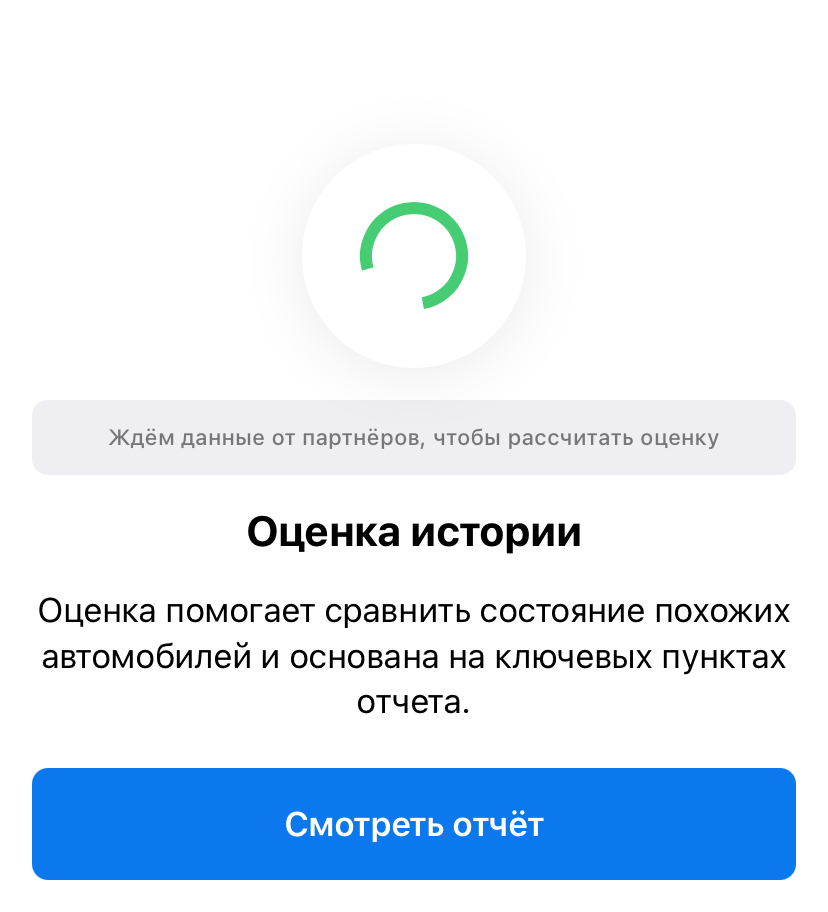 Ждём данные от партнёров, чтобы рассчитать оценку
Оценка истории
Оценка помогает сравнить состояние похожих
автомобилей и основана на ключевых пунктах
отчета.
Смотреть отчёт